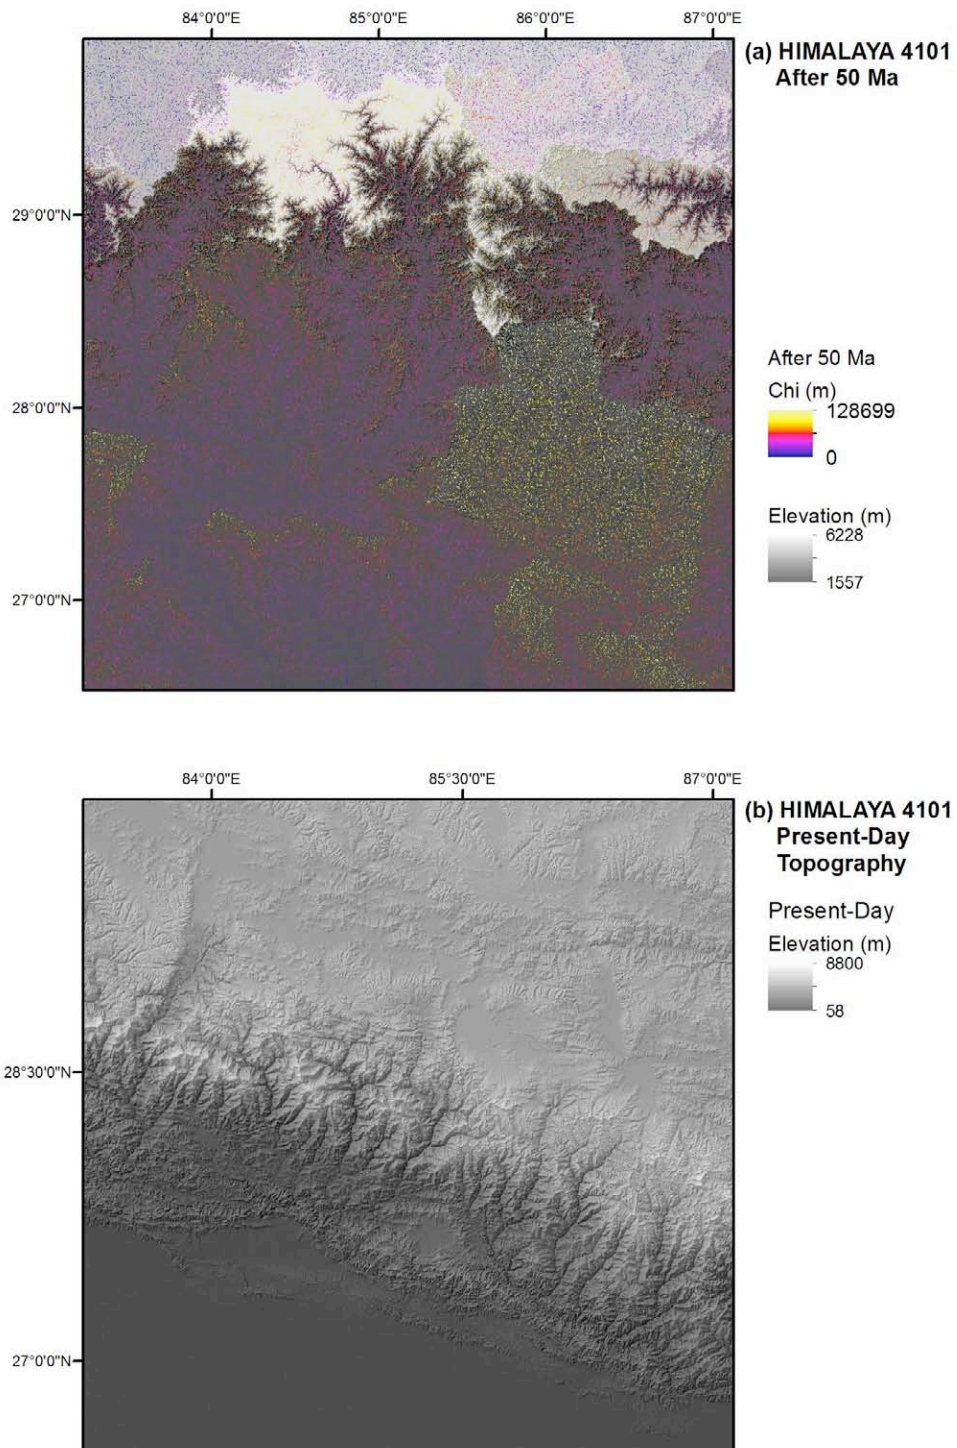 84°0'0"E 85°0'0"E 86°0'0"E 87°0'0"E
(a) HIMALAYA 4101
After 50 Ma
29°0'0"N
28°0'0"N
27°0'0"N
After 50 Ma
Chi (m)
128699
0
Elevation (m)
6228
1557
84°0'0"E 85°30'0"E 87°0'0"E
(b) HIMALAYA 4101
Present-Day
Topography
28°30'0"N
27°0'0"N
Present-Day
Elevation (m)
8800
58